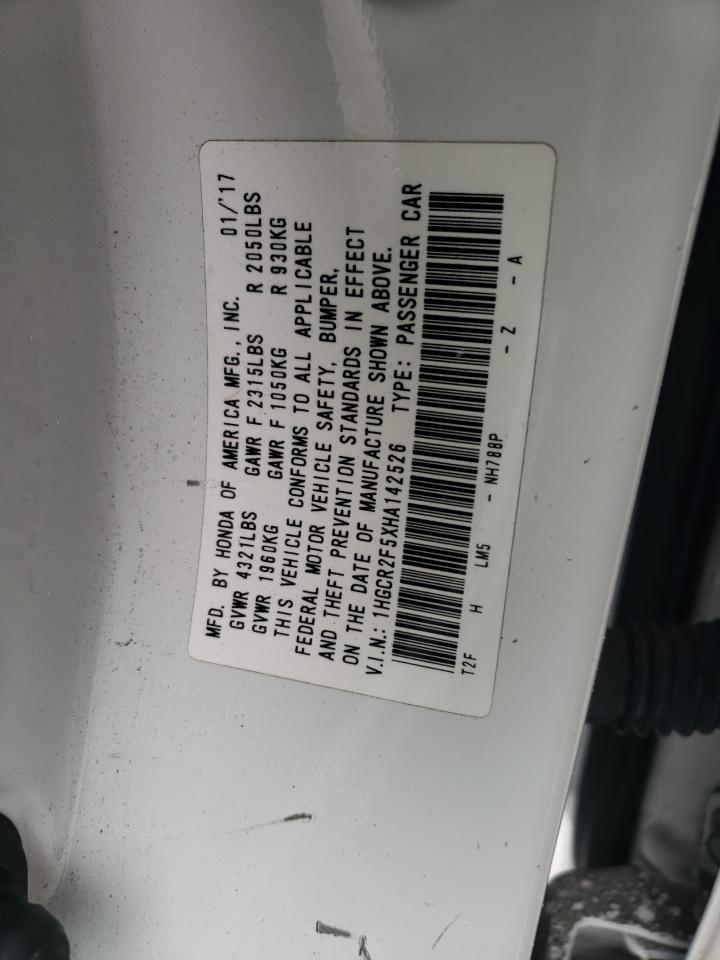 MFD. BY HONDA OF AMERICA MFG., INC. 01/'17
GVWR 4321LBS GAWR F 2315LBS R 2050LBS
GVWR 1960KG GAWR F 1050KG R 930KG
THIS VEHICLE CONFORMS TO ALL APPLICABLE
FEDERAL MOTOR VEHICLE SAFETY, BUMPER,
AND THEFT PREVENTION STANDARDS IN EFFECT
ON THE DATE OF MANUFACTURE SHOWN ABOVE.
V.I.N.: 1HGCR2F5XHA142526 TYPE: PASSENGER CAR
T2F H LM5 - NH788P - Z - A